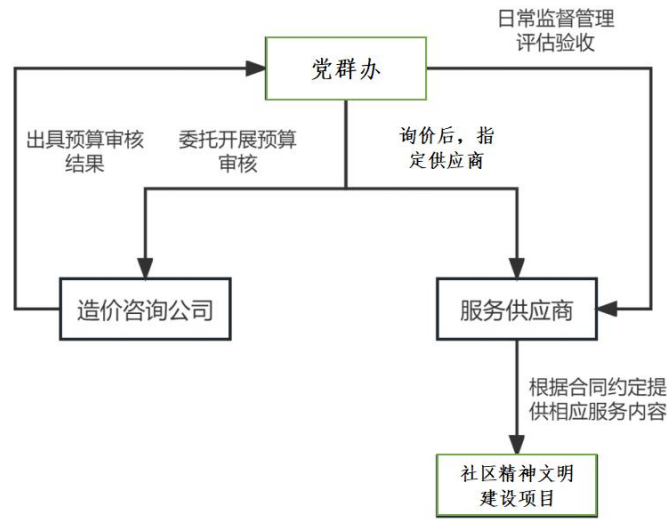 日常监督管理
评估验收
党群办
出具预算审核
结果
委托开展预算
审核
询价后，指
定供应商
造价咨询公司
服务供应商
根据合同约定提
供相应服务内容
社区精神文明
建设项目